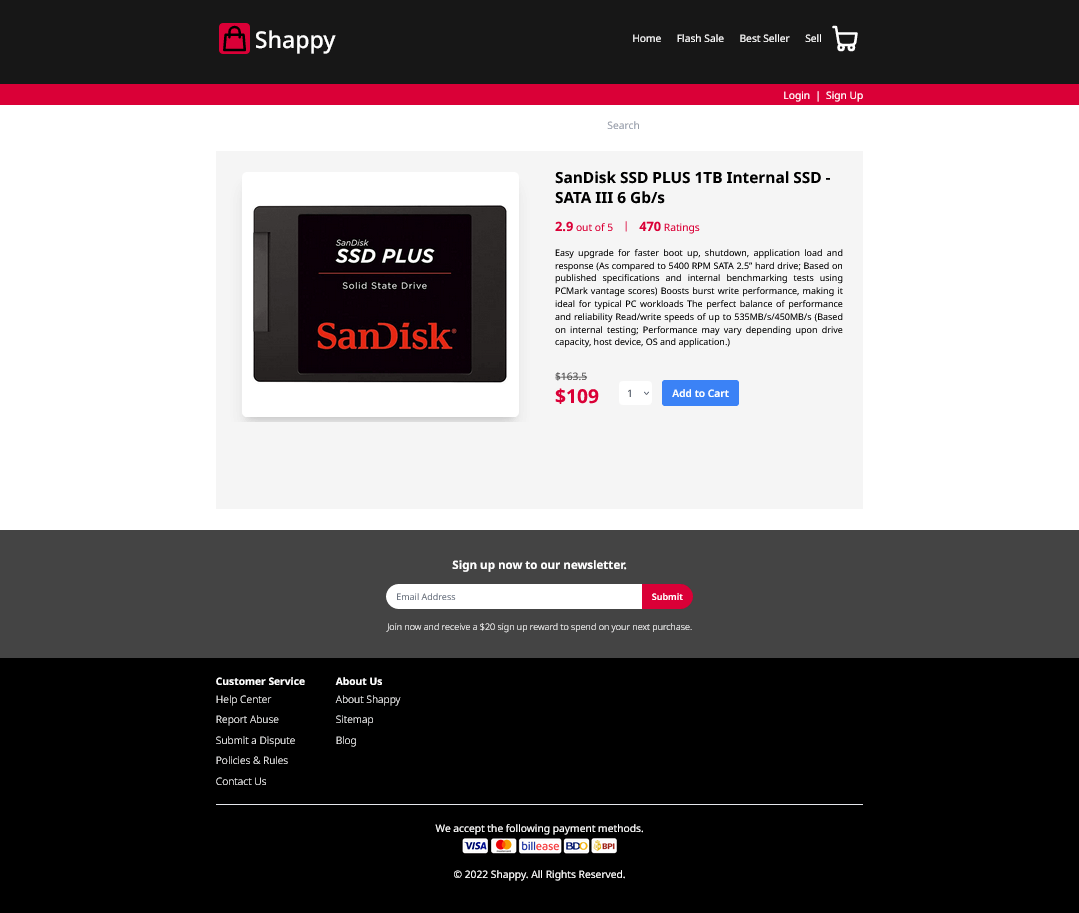 Shappy
Home Flash Sale Best Seller Sell
Login | Sign Up
Search
SanDisk
SSD PLUS
Solid State Drive
SanDisk®
SanDisk SSD PLUS 1TB Internal SSD -
SATA III 6 Gb/s
2.9 out of 5 | 470 Ratings
Easy upgrade for faster boot up, shutdown, application load and
response (As compared to 5400 RPM SATA 2.5” hard drive; Based on
published specifications and internal benchmarking tests using
PCMark vantage scores) Boosts burst write performance, making it
ideal for typical PC workloads The perfect balance of performance
and reliability Read/write speeds of up to 535MB/s/450MB/s (Based
on internal testing; Performance may vary depending upon drive
capacity, host device, OS and application.)
$163.5
$109
1
Add to Cart
Sign up now to our newsletter.
Email Address
Submit
Join now and receive a $20 sign up reward to spend on your next purchase.
Customer Service
Help Center
Report Abuse
Submit a Dispute
Policies & Rules
Contact Us
About Us
About Shappy
Sitemap
Blog
We accept the following payment methods.
VISA billease BDO BPI
© 2022 Shappy. All Rights Reserved.